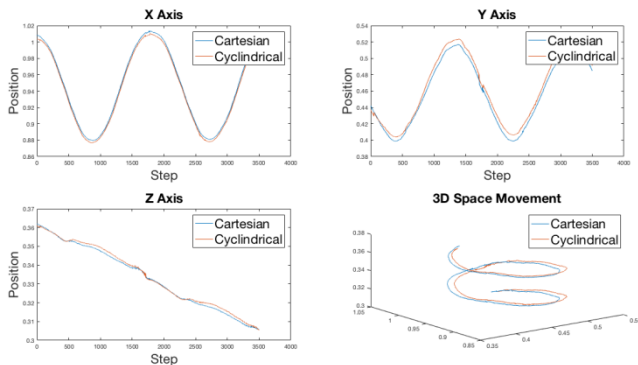 X Axis
1.02
1
0.98
0.96
0.94
0.92
0.9
0.88
0.86
Position
0 500 1000 1500 2000 2500 3000 3500 4000
Step
Cartesian
Cyclindrical
Y Axis
0.54
0.52
0.5
0.48
0.46
0.44
0.42
0.4
0.38
Position
0 500 1000 1500 2000 2500 3000 3500 4000
Step
Cartesian
Cyclindrical
Z Axis
0.37
0.36
0.35
0.34
0.33
0.32
0.31
0.3
Position
0 500 1000 1500 2000 2500 3000 3500 4000
Step
Cartesian
Cyclindrical
3D Space Movement
Cartesian
Cyclindrical
0.38
0.36
0.34
0.32
0.3
1.05
1
0.95
0.9
0.85
0.35
0.4
0.45
0.5